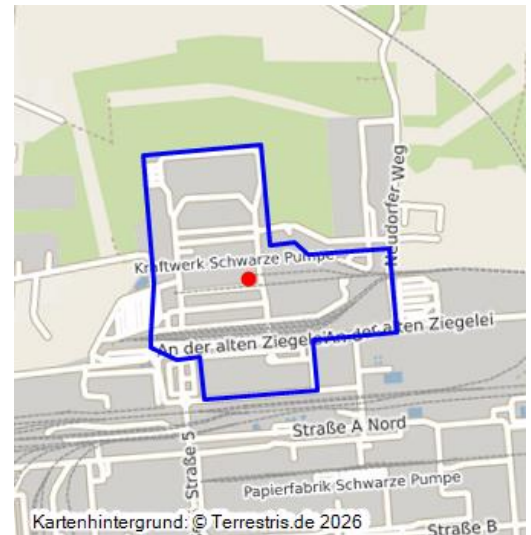 Neudorfer Weg
Kraftwerk Schwarze Pumpe
An der alten Ziegelei
An der alten Ziegelei
Straße 5
Straße A Nord
Papierfabrik Schwarze Pumpe
Straße B
Kartenhintergrund: © Terrestris.de 2026